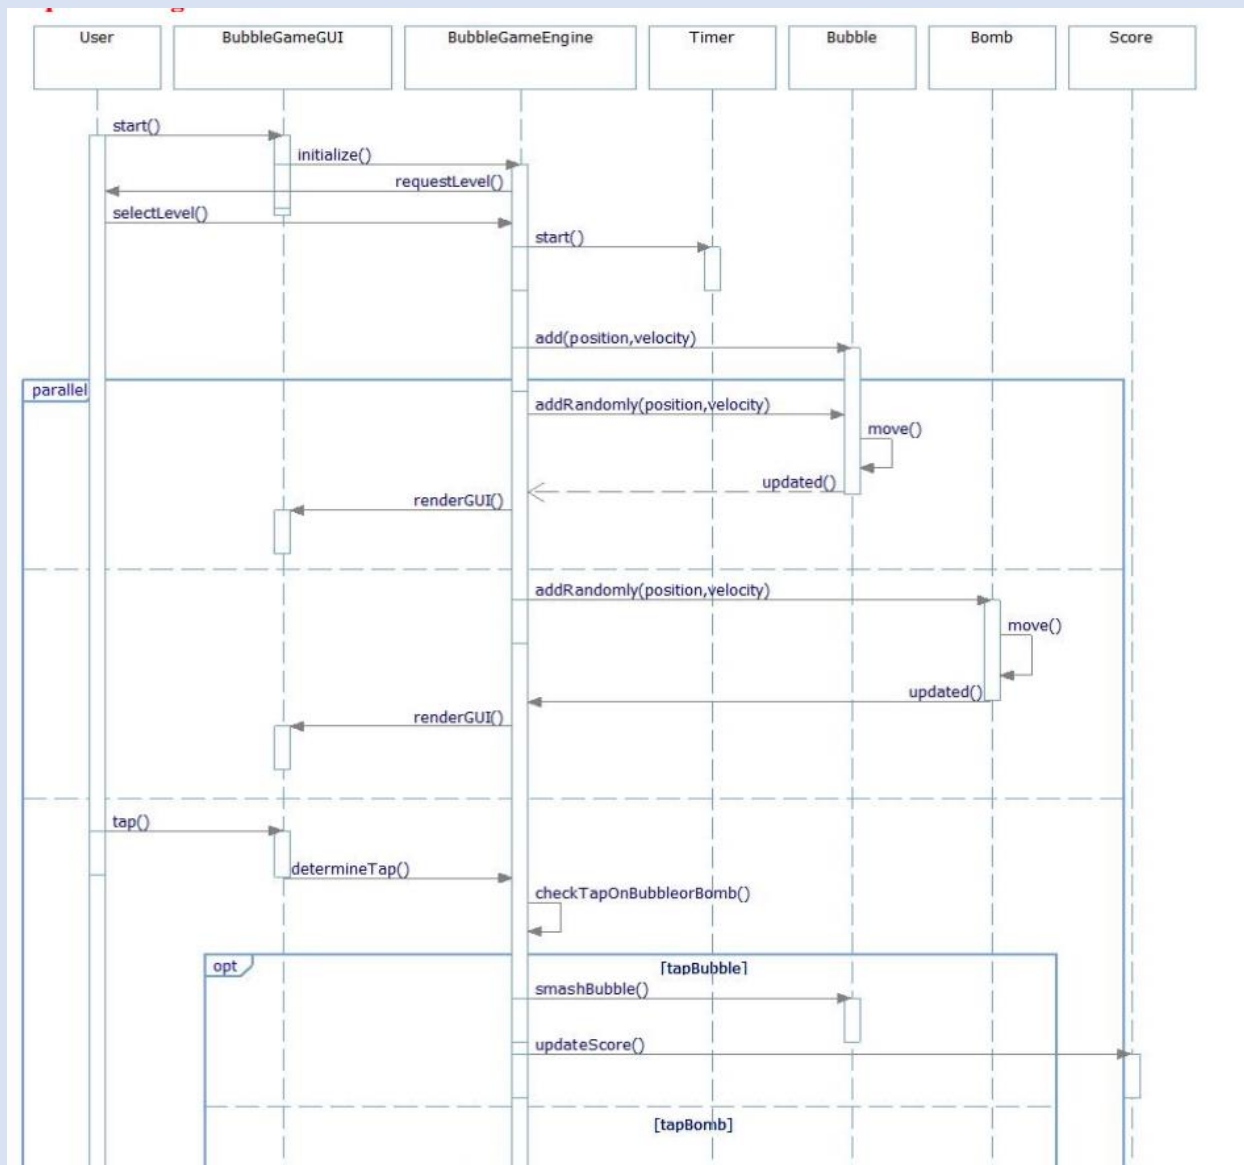 User BubbleGameGUI BubbleGameEngine Timer Bubble Bomb Score
start()
initialize()
requestLevel()
selectLevel()
start()
add(position,velocity)
parallel
addRandomly(position,velocity)
move()
updated()
renderGUI()
addRandomly(position,velocity)
move()
updated()
renderGUI()
tap()
determineTap()
checkTapOnBubbleorBomb()
opt [tapBubble]
smashBubble()
updateScore()
[tapBomb]